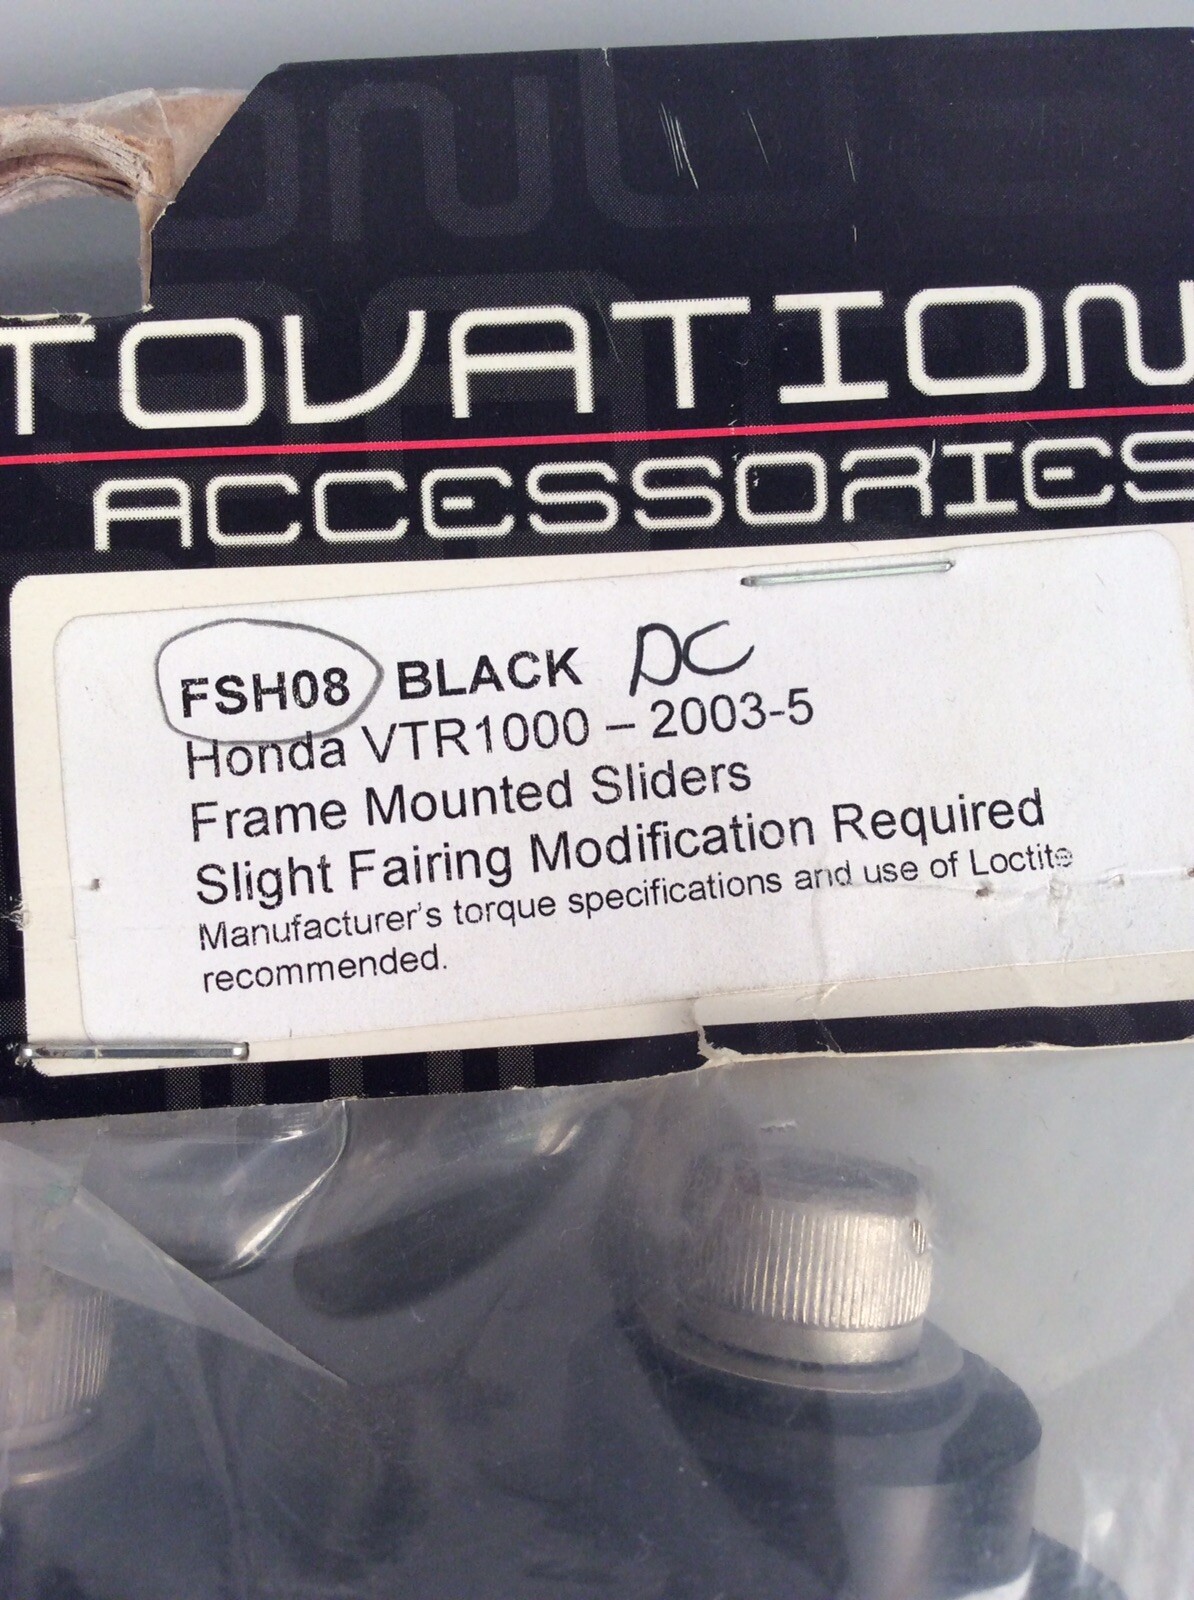 TOVATION
ACCESSORIES
FSH08 BLACK DC
Honda VTR1000 – 2003-5
Frame Mounted Sliders
Slight Fairing Modification Required
Manufacturer's torque specifications and use of Loctite
recommended.